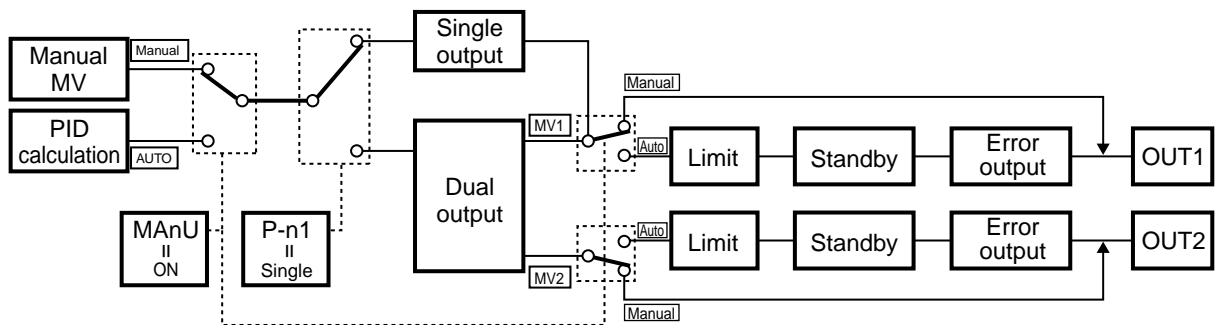 Manual
MV
Manual
PID
calculation
AUTO
MAnU
=
ON
P-n1
=
Single
Single
output
Dual
output
MV1
MV2
Manual
Auto
Limit
Standby
Error
output
OUT1
Auto
Limit
Standby
Error
output
OUT2
Manual